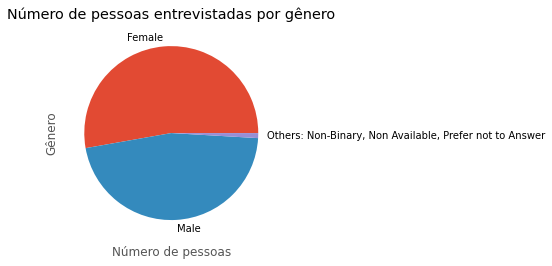 Número de pessoas entrevistadas por gênero
Female
Gênero
Others: Non-Binary, Non Available, Prefer not to Answer
Male
Número de pessoas